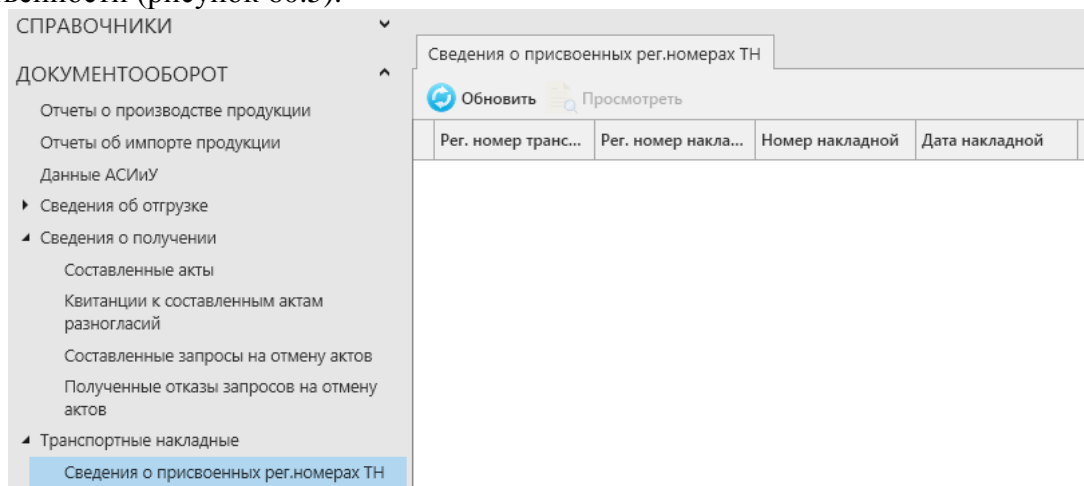 СПРАВОЧНИКИ
ДОКУМЕНТООБОРОТ
Отчеты о производстве продукции
Отчеты об импорте продукции
Данные АСИиУ
Сведения об отгрузке
Сведения о получении
Составленные акты
Квитанции к составленным актам
разногласий
Составленные запросы на отмену актов
Полученные отказы запросов на отмену
актов
Транспортные накладные
Сведения о присвоенных рег.номерах ТН
Сведения о присвоенных рег.номерах ТН
Обновить Просмотреть
Рег. номер транс... Рег. номер накла... Номер накладной Дата накладной